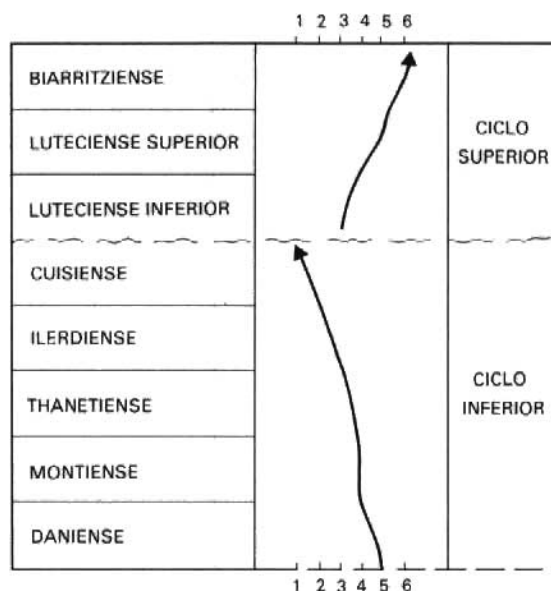 1 2 3 4 5 6
BIARRITZIENSE
LUTECIENSE SUPERIOR
LUTECIENSE INFERIOR
CICLO
SUPERIOR
CUISIENSE
ILERDIENSE
THANETIENSE
MONTIENSE
DANIENSE
CICLO
INFERIOR
1 2 3 4 5 6